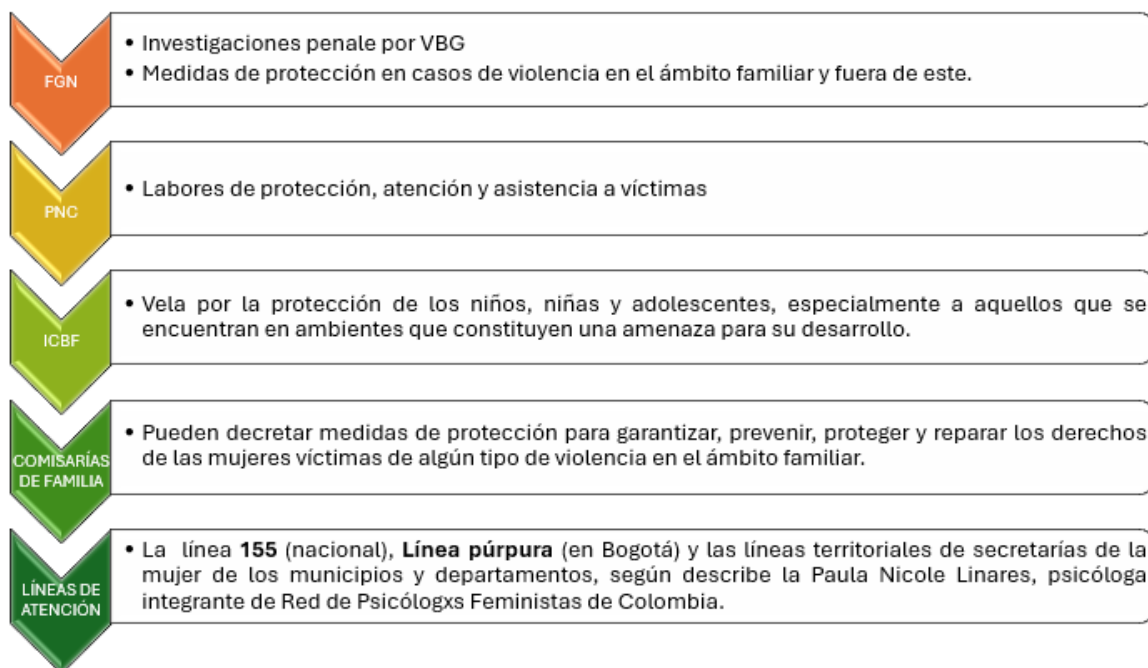 FGN
• Investigaciones penale por VBG
• Medidas de protección en casos de violencia en el ámbito familiar y fuera de este.
PNC
• Labores de protección, atención y asistencia a víctimas
ICBF
• Vela por la protección de los niños, niñas y adolescentes, especialmente a aquellos que se
encuentran en ambientes que constituyen una amenaza para su desarrollo.
COMISARÍAS
DE FAMILIA
• Pueden decretar medidas de protección para garantizar, prevenir, proteger y reparar los derechos
de las mujeres víctimas de algún tipo de violencia en el ámbito familiar.
LÍNEAS DE
ATENCIÓN
• La línea 155 (nacional), Línea púrpura (en Bogotá) y las líneas territoriales de secretarías de la
mujer de los municipios y departamentos, según describe la Paula Nicole Linares, psicóloga
integrante de Red de Psicólogxs Feministas de Colombia.